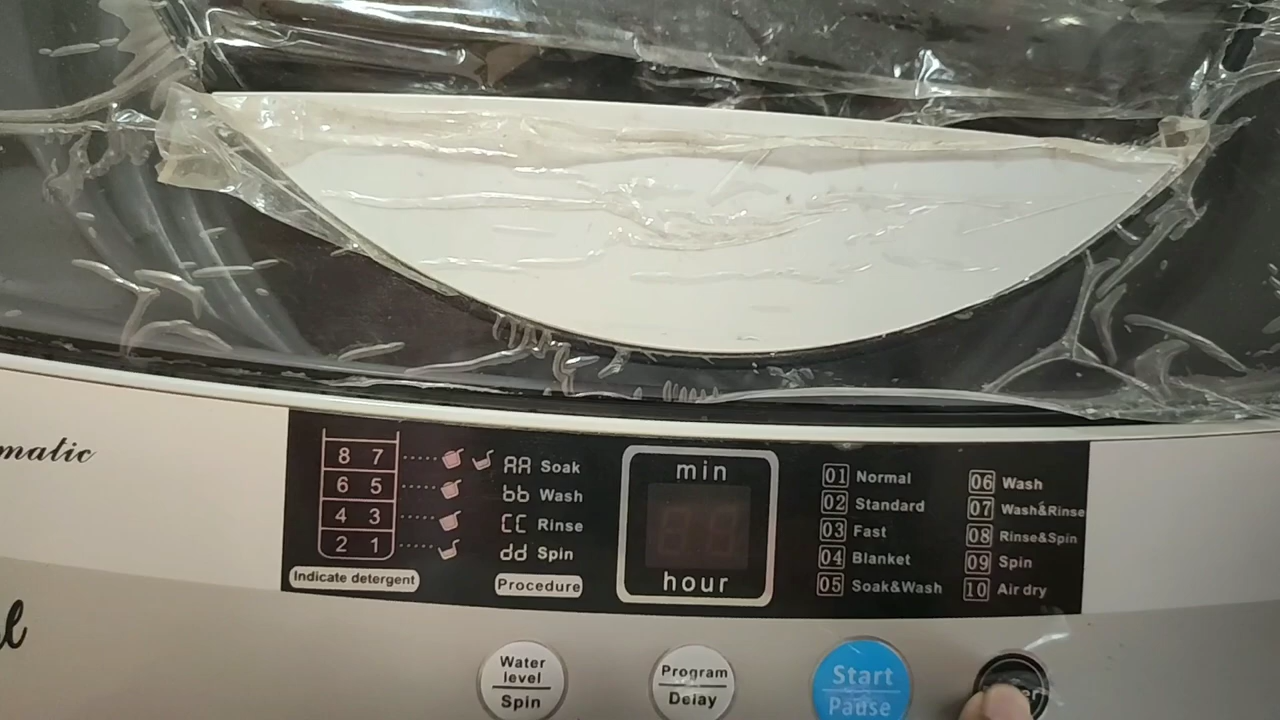 matic
8 7
6 5
4 3
2 1
Indicate detergent
AA Soak
bb Wash
CC Rinse
dd Spin
Procedure
min
hour
01 Normal
02 Standard
03 Fast
04 Blanket
05 Soak&Wash
06 Wash
07 Wash&Rinse
08 Rinse&Spin
09 Spin
10 Air dry
Water
level
Spin
Program
Delay
Start
Pause